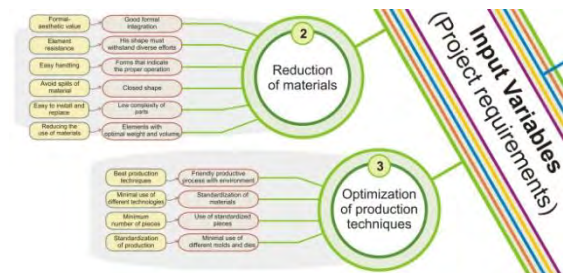 Formal-
aesthetic value
Good formal
integration
Element
resistance
His shape must
withstand diverse efforts
Easy handling
Forms that indicate
the proper operation
Avoid spills of
material
Closed shape
Easy to install and
replace
Low complexity of
parts
Reducing the
use of materials
Elements with
optimal weight and volume
2
Reduction
of materials
Input Variables
(Project requirements)
3
Optimization
of production
techniques
Best production
techniques
Friendly productive
process with environment
Minimal use of
different technologies
Standardization of
materials
Minimum
number of pieces
Use of standardized
pieces
Standardization
of production
Minimal use of
different molds and dies